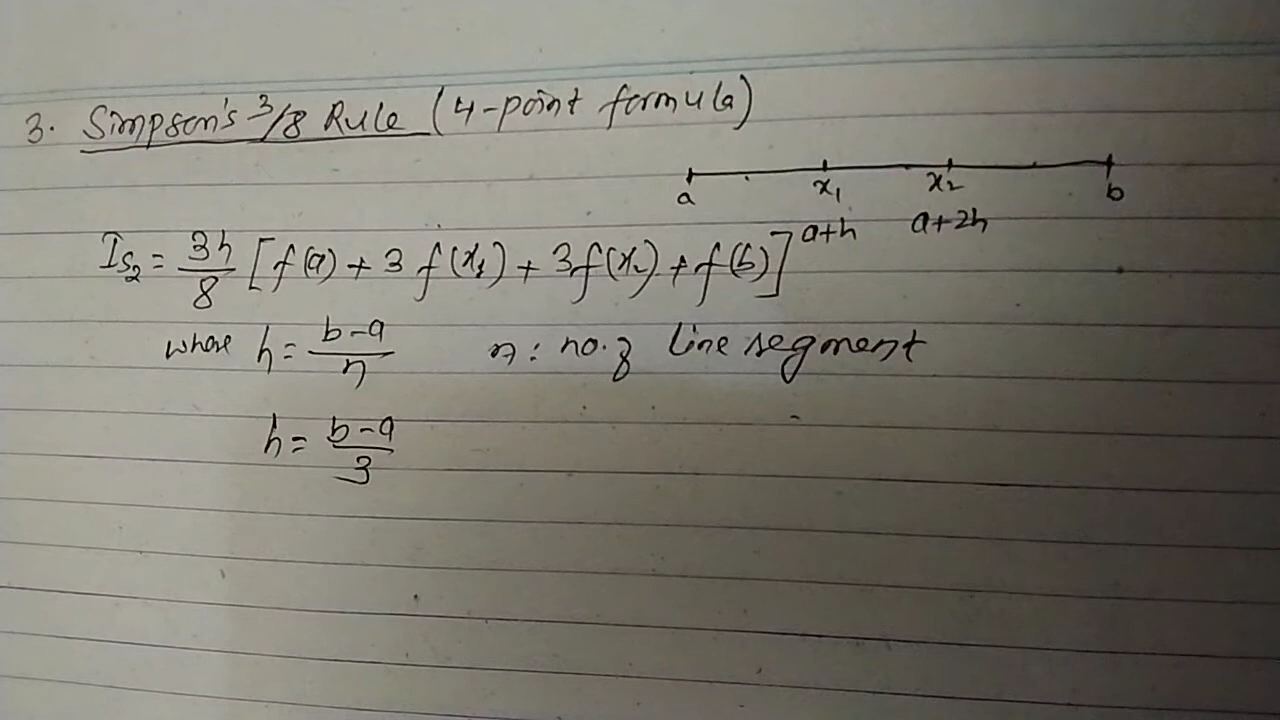 3. Simpson's 3/8 Rule (4-point formula)
a x₁ x₂ b
a+h a+2h
I_S₂ = 3h/8 [f(a) + 3 f(x₁) + 3f(x₂) + f(b)]
where h = b-a/n n : no. of line segment
h = b-a/3